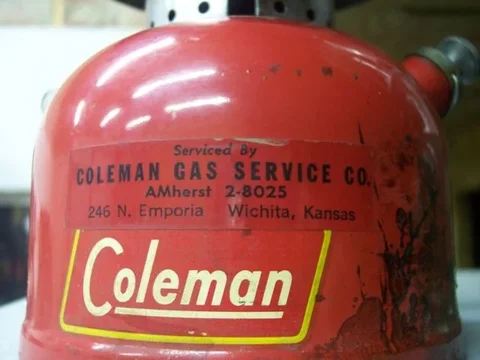 Serviced By
COLEMAN GAS SERVICE CO.
AMherst 2-8025
246 N. Emporia Wichita, Kansas
Coleman